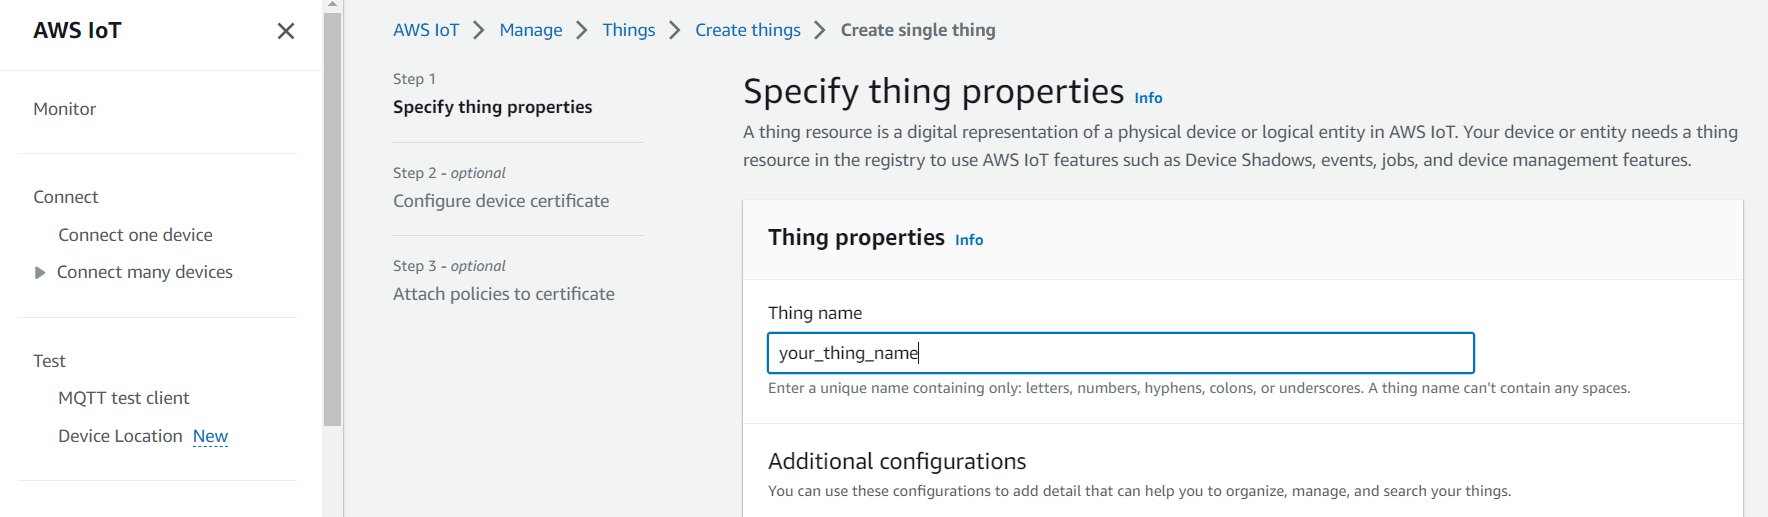 AWS IoT
Monitor
Connect
Connect one device
Connect many devices
Test
MQTT test client
Device Location New
AWS IoT > Manage > Things > Create things > Create single thing
Step 1
Specify thing properties
Step 2 - optional
Configure device certificate
Step 3 - optional
Attach policies to certificate
Specify thing properties Info
A thing resource is a digital representation of a physical device or logical entity in AWS IoT. Your device or entity needs a thing
resource in the registry to use AWS IoT features such as Device Shadows, events, jobs, and device management features.
Thing properties Info
Thing name
your_thing_name
Enter a unique name containing only: letters, numbers, hyphens, colons, or underscores. A thing name can't contain any spaces.
Additional configurations
You can use these configurations to add detail that can help you to organize, manage, and search your things.